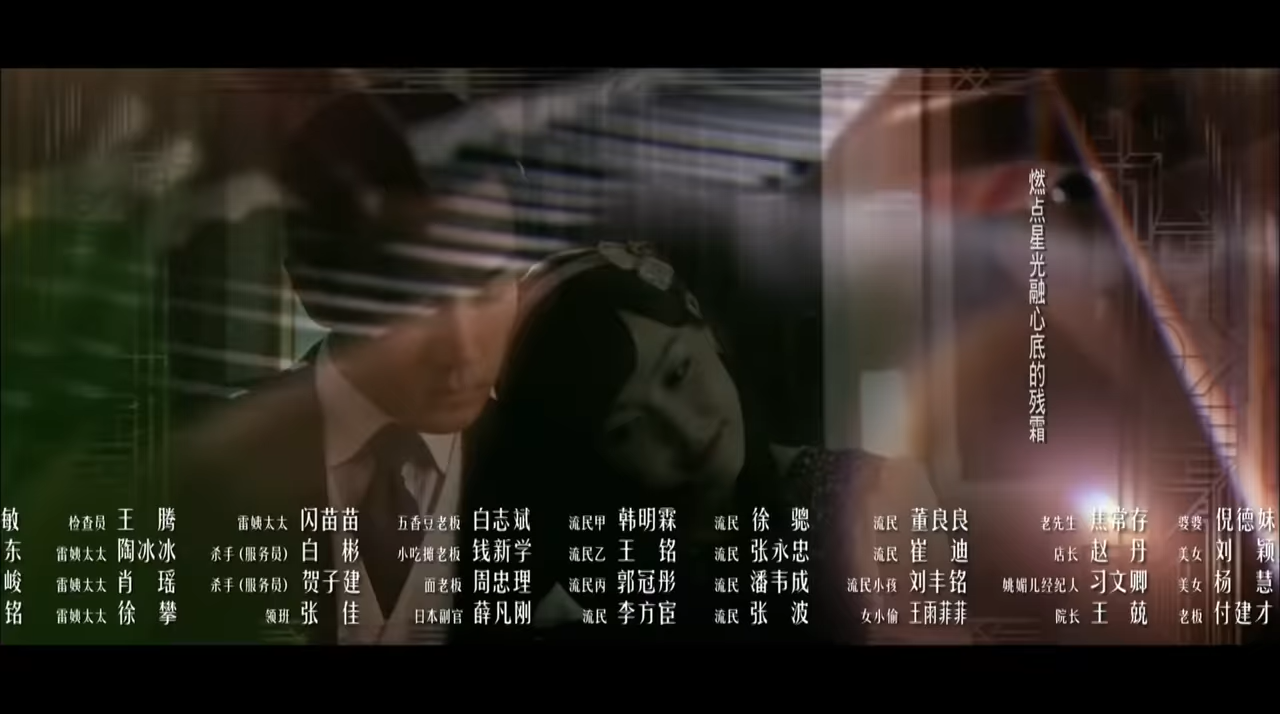 燃点星光融心底的残霜
敏 检查员 王 腾 雷姨太太 闪苗苗 五香豆老板 白志斌 流民甲 韩明霖 流民 徐 骢 流民 董良良 老先生 焦常存 婆婆 倪德妹
东 雷姨太太 陶冰冰 杀手(服务员) 白 彬 小吃摊老板 钱新学 流民乙 王 铭 流民 张永忠 流民 崔 迪 店长 赵 丹 美女 刘 颖
峻 雷姨太太 肖 瑶 杀手(服务员) 贺子建 面老板 周忠理 流民丙 郭冠彤 流民 潘韦成 流民小孩 刘丰铭 姚媚儿经纪人 习文卿 美女 杨 慧
铭 雷姨太太 徐 攀 领班 张 佳 日本副官 薛凡刚 流民 李方宸 流民 张 波 女小偷 王雨菲菲 院长 王 兢 老板 付建才